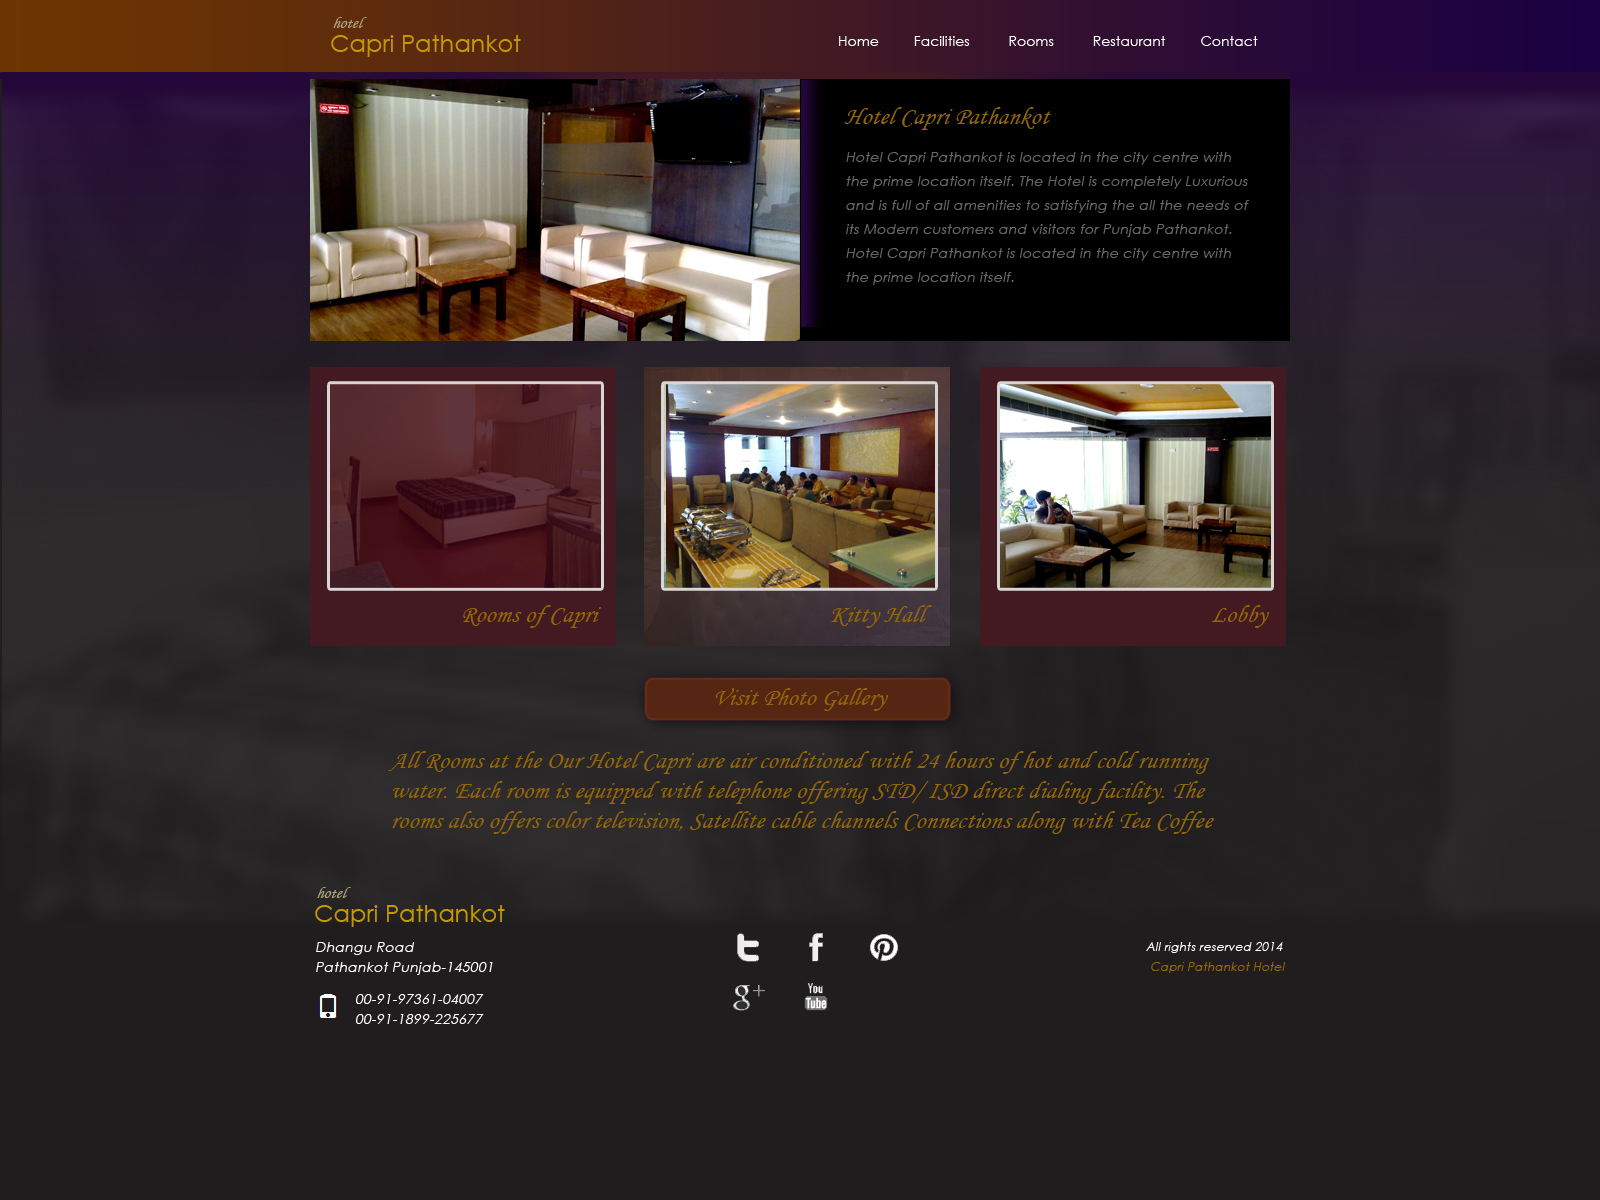 hotel
Capri Pathankot
Home Facilities Rooms Restaurant Contact
Hotel Capri Pathankot
Hotel Capri Pathankot is located in the city centre with
the prime location itself. The Hotel is completely Luxurious
and is full of all amenities to satisfying the all the needs of
its Modern customers and visitors for Punjab Pathankot.
Hotel Capri Pathankot is located in the city centre with
the prime location itself.
Rooms of Capri
Kitty Hall
Lobby
Visit Photo Gallery
All Rooms at the Our Hotel Capri are air conditioned with 24 hours of hot and cold running
water. Each room is equipped with telephone offering STD/ ISD direct dialing facility. The
rooms also offers color television, Satellite cable channels Connections along with Tea Coffee
hotel
Capri Pathankot
Dhangu Road
Pathankot Punjab-145001
00-91-97361-04007
00-91-1899-225677
g+
You
Tube
All rights reserved 2014
Capri Pathankot Hotel